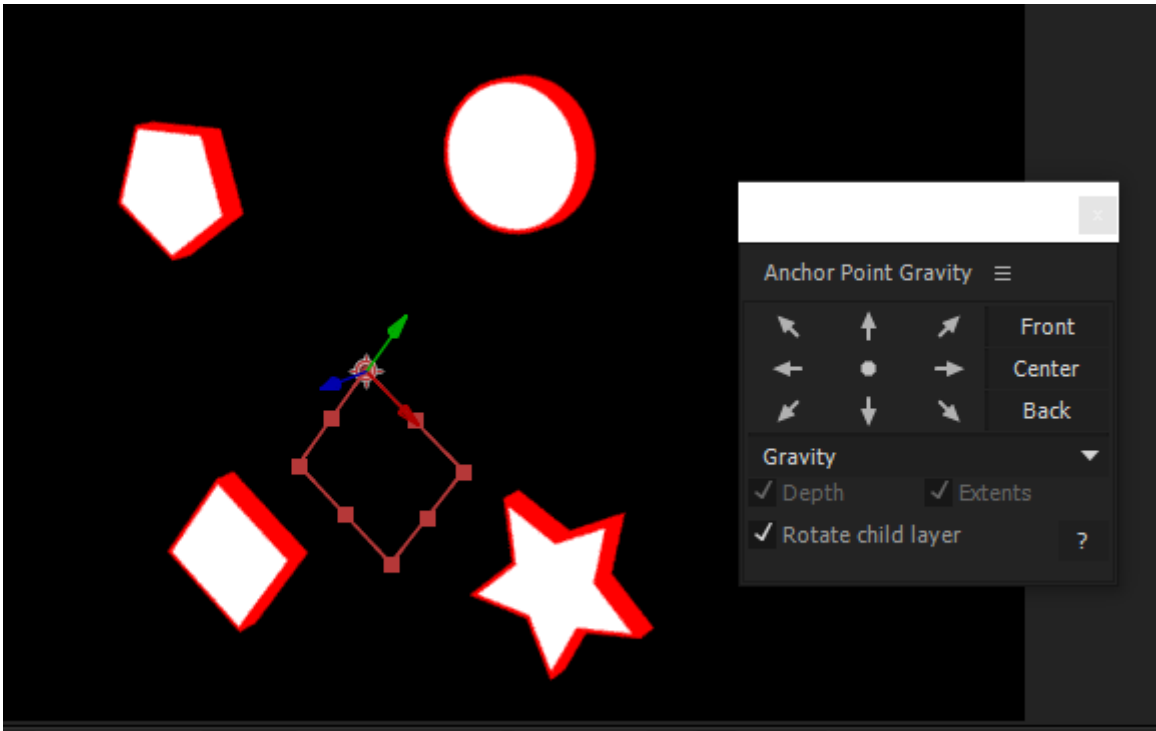 x
Anchor Point Gravity
Front
Center
Back
Gravity
Depth Extents
Rotate child layer ?